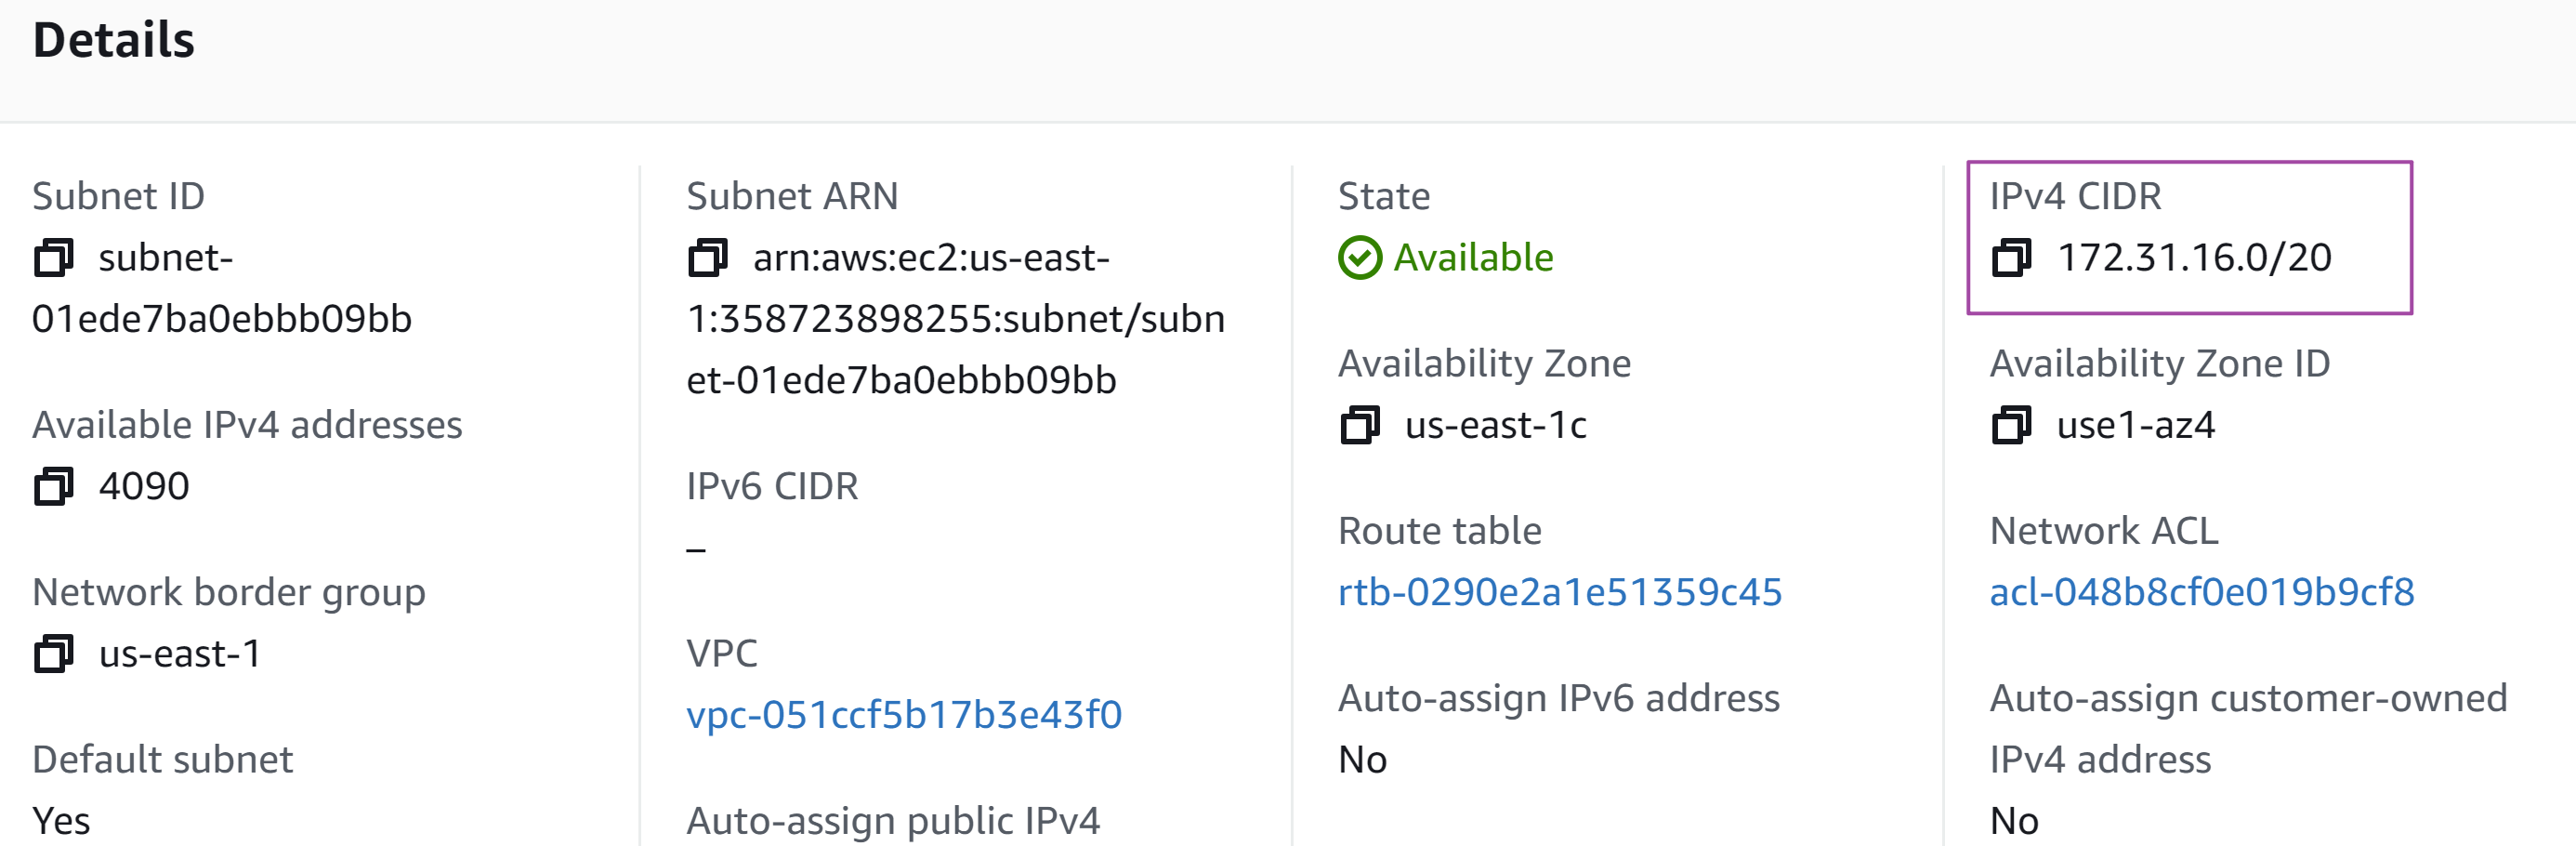 Details
Subnet ID
subnet-
01ede7ba0ebbb09bb
Available IPv4 addresses
4090
Network border group
us-east-1
Default subnet
Yes
Subnet ARN
arn:aws:ec2:us-east-
1:358723898255:subnet/subn
et-01ede7ba0ebbb09bb
IPv6 CIDR
–
VPC
vpc-051ccf5b17b3e43f0
Auto-assign public IPv4
State
Available
Availability Zone
us-east-1c
Route table
rtb-0290e2a1e51359c45
Auto-assign IPv6 address
No
IPv4 CIDR
172.31.16.0/20
Availability Zone ID
use1-az4
Network ACL
acl-048b8cf0e019b9cf8
Auto-assign customer-owned
IPv4 address
No